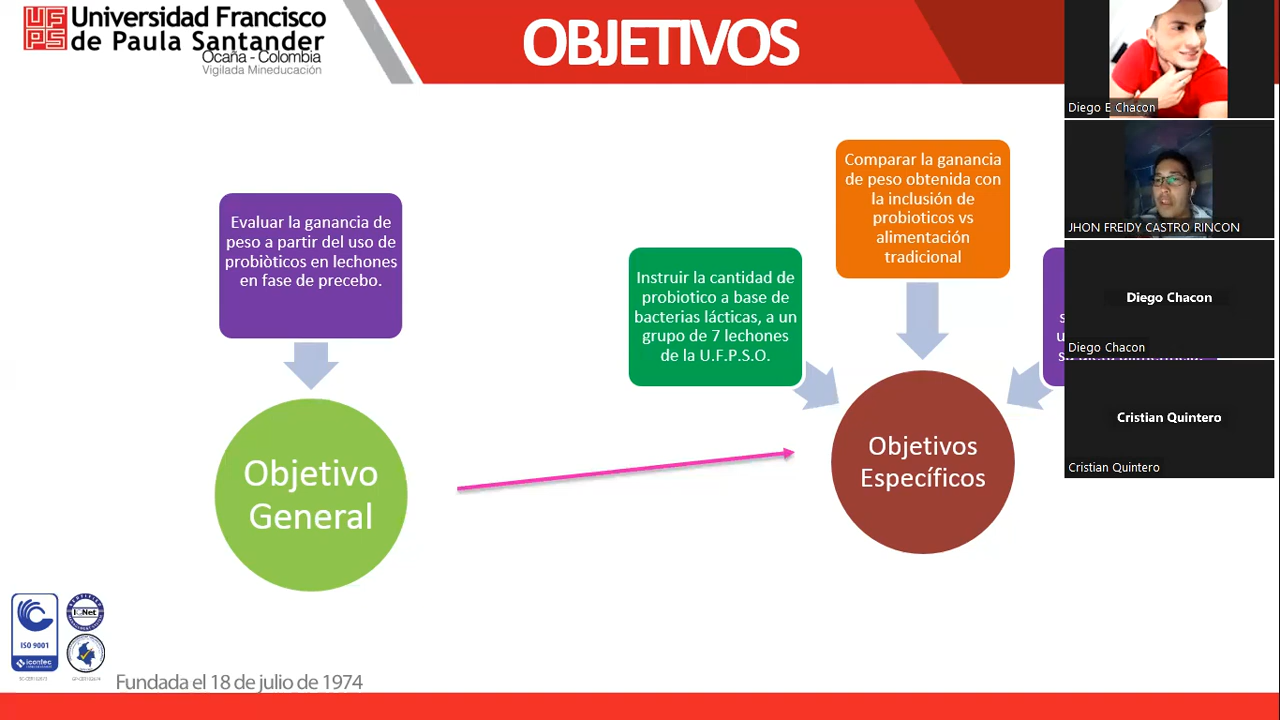 Universidad Francisco
de Paula Santander
Ocaña - Colombia
Vigilada Mineducación
OBJETIVOS
Evaluar la ganancia de
peso a partir del uso de
probiòticos en lechones
en fase de precebo.
Objetivo
General
Instruir la cantidad de
probiotico a base de
bacterias lácticas, a un
grupo de 7 lechones
de la U.F.P.S.O.
Comparar la ganancia
de peso obtenida con
la inclusión de
probioticos vs
alimentación
tradicional
Objetivos
Específicos
Diego E Chacon
JHON FREIDY CASTRO RINCON
Diego Chacon
Diego Chacon
Cristian Quintero
Cristian Quintero
UFPS
ISO 9001
icontec
IQNet
Fundada el 18 de julio de 1974